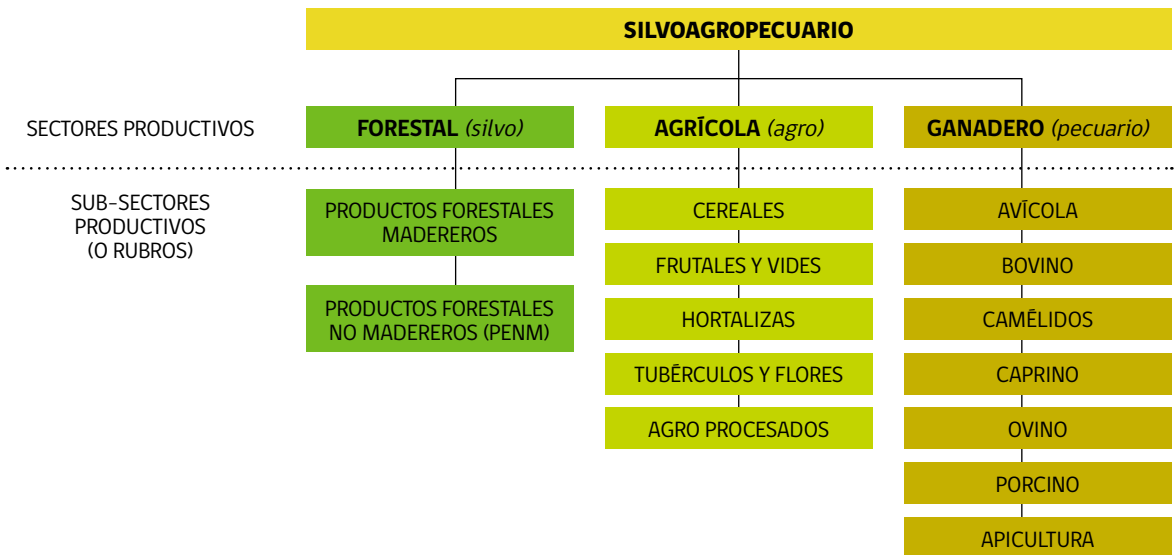 SILVOAGROPECUARIO
SECTORES PRODUCTIVOS
FORESTAL (silvo)
AGRÍCOLA (agro)
GANADERO (pecuario)
SUB-SECTORES
PRODUCTIVOS
(O RUBROS)
PRODUCTOS FORESTALES
MADEREROS
PRODUCTOS FORESTALES
NO MADEREROS (PENM)
CEREALES
FRUTALES Y VIDES
HORTALIZAS
TUBÉRCULOS Y FLORES
AGRO PROCESADOS
AVÍCOLA
BOVINO
CAMÉLIDOS
CAPRINO
OVINO
PORCINO
APICULTURA